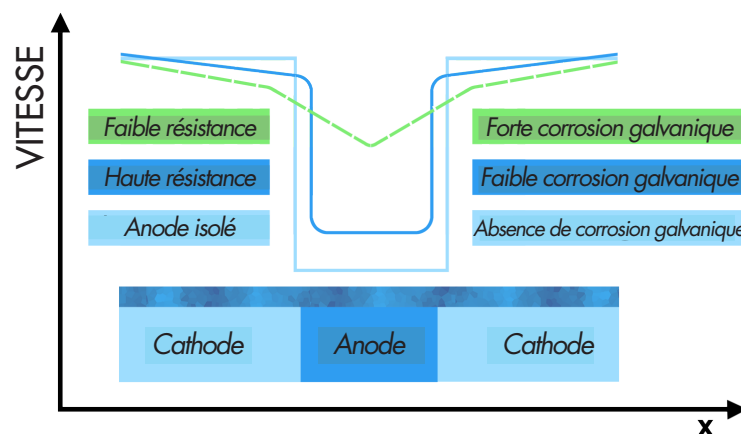 VITESSE
Faible résistance
Forte corrosion galvanique
Haute résistance
Faible corrosion galvanique
Anode isolé
Absence de corrosion galvanique
Cathode
Anode
Cathode
x